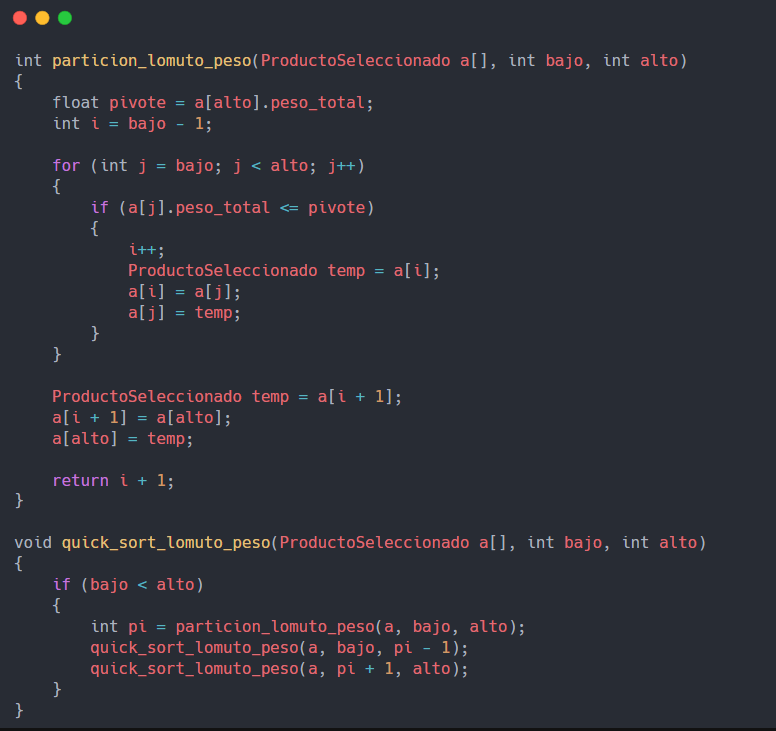 int particion_lomuto_peso(ProductoSeleccionado a[], int bajo, int alto)
{
    float pivote = a[alto].peso_total;
    int i = bajo - 1;

    for (int j = bajo; j < alto; j++)
    {
        if (a[j].peso_total <= pivote)
        {
            i++;
            ProductoSeleccionado temp = a[i];
            a[i] = a[j];
            a[j] = temp;
        }
    }

    ProductoSeleccionado temp = a[i + 1];
    a[i + 1] = a[alto];
    a[alto] = temp;

    return i + 1;
}

void quick_sort_lomuto_peso(ProductoSeleccionado a[], int bajo, int alto)
{
    if (bajo < alto)
    {
        int pi = particion_lomuto_peso(a, bajo, alto);
        quick_sort_lomuto_peso(a, bajo, pi - 1);
        quick_sort_lomuto_peso(a, pi + 1, alto);
    }
}